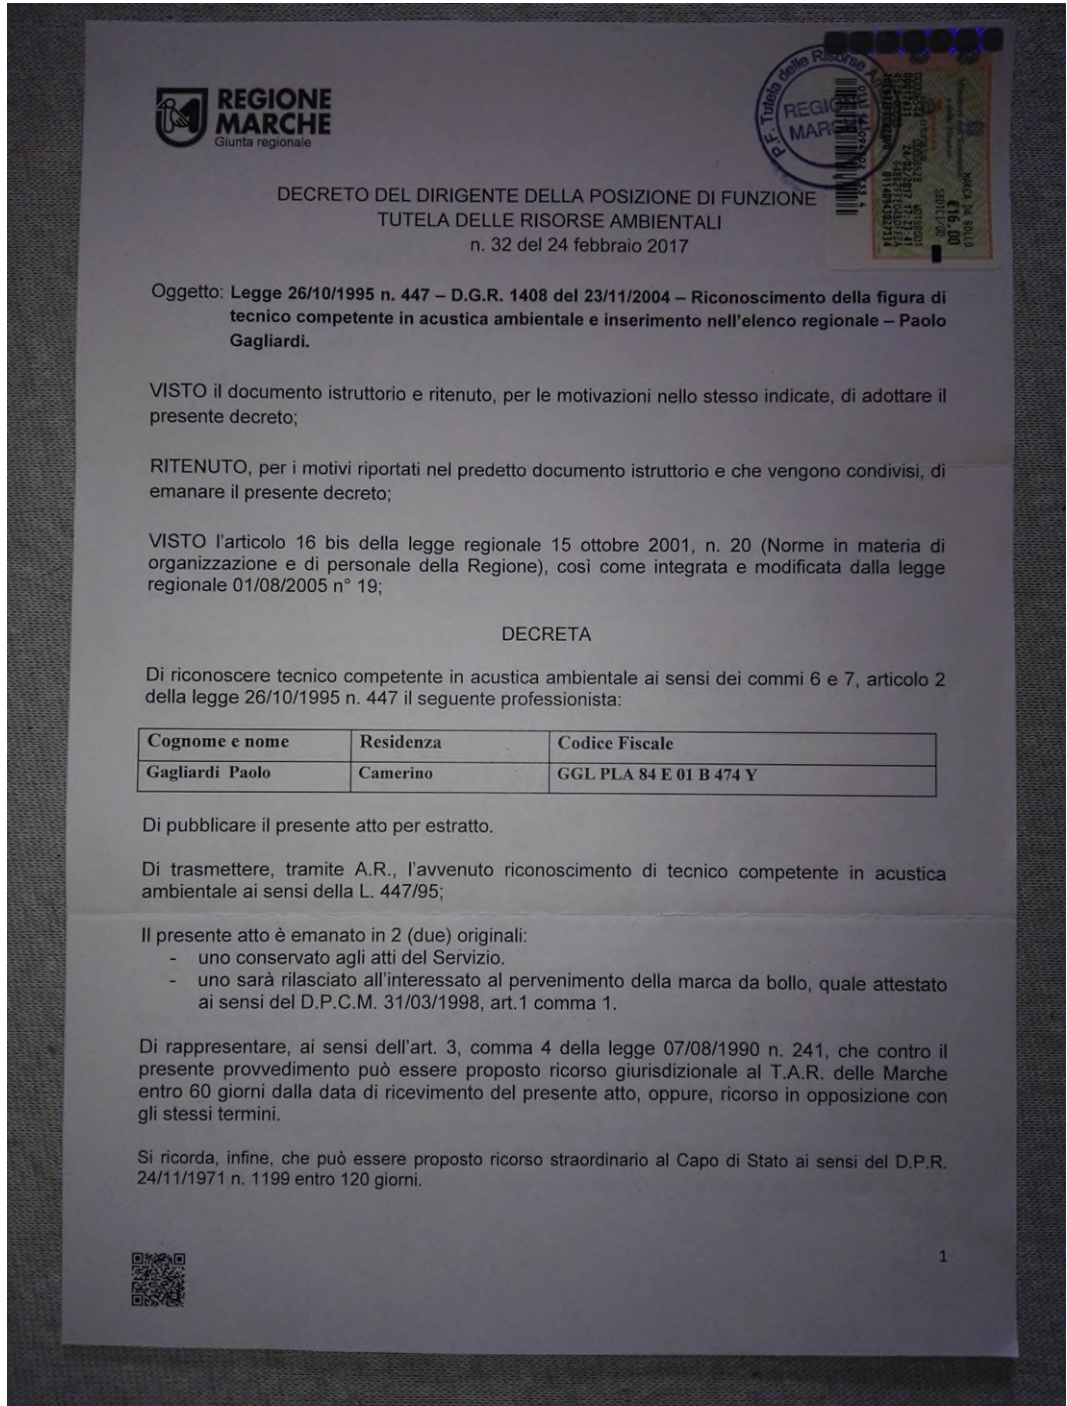 REGIONE
MARCHE
Giunta regionale
P.F. Tutela delle Risorse
REGIONE
MARCHE
MARCA DA BOLLO
€16,00
SEDICI/00
DECRETO DEL DIRIGENTE DELLA POSIZIONE DI FUNZIONE
TUTELA DELLE RISORSE AMBIENTALI
n. 32 del 24 febbraio 2017
Oggetto: Legge 26/10/1995 n. 447 – D.G.R. 1408 del 23/11/2004 – Riconoscimento della figura di
tecnico competente in acustica ambientale e inserimento nell'elenco regionale – Paolo
Gagliardi.
VISTO il documento istruttorio e ritenuto, per le motivazioni nello stesso indicate, di adottare il
presente decreto;
RITENUTO, per i motivi riportati nel predetto documento istruttorio e che vengono condivisi, di
emanare il presente decreto;
VISTO l'articolo 16 bis della legge regionale 15 ottobre 2001, n. 20 (Norme in materia di
organizzazione e di personale della Regione), così come integrata e modificata dalla legge
regionale 01/08/2005 n° 19;
DECRETA
Di riconoscere tecnico competente in acustica ambientale ai sensi dei commi 6 e 7, articolo 2
della legge 26/10/1995 n. 447 il seguente professionista:
Cognome e nome Residenza Codice Fiscale
Gagliardi Paolo Camerino GGL PLA 84 E 01 B 474 Y
Di pubblicare il presente atto per estratto.
Di trasmettere, tramite A.R., l'avvenuto riconoscimento di tecnico competente in acustica
ambientale ai sensi della L. 447/95;
Il presente atto è emanato in 2 (due) originali:
- uno conservato agli atti del Servizio.
- uno sarà rilasciato all'interessato al pervenimento della marca da bollo, quale attestato
ai sensi del D.P.C.M. 31/03/1998, art.1 comma 1.
Di rappresentare, ai sensi dell'art. 3, comma 4 della legge 07/08/1990 n. 241, che contro il
presente provvedimento può essere proposto ricorso giurisdizionale al T.A.R. delle Marche
entro 60 giorni dalla data di ricevimento del presente atto, oppure, ricorso in opposizione con
gli stessi termini.
Si ricorda, infine, che può essere proposto ricorso straordinario al Capo di Stato ai sensi del D.P.R.
24/11/1971 n. 1199 entro 120 giorni.
1